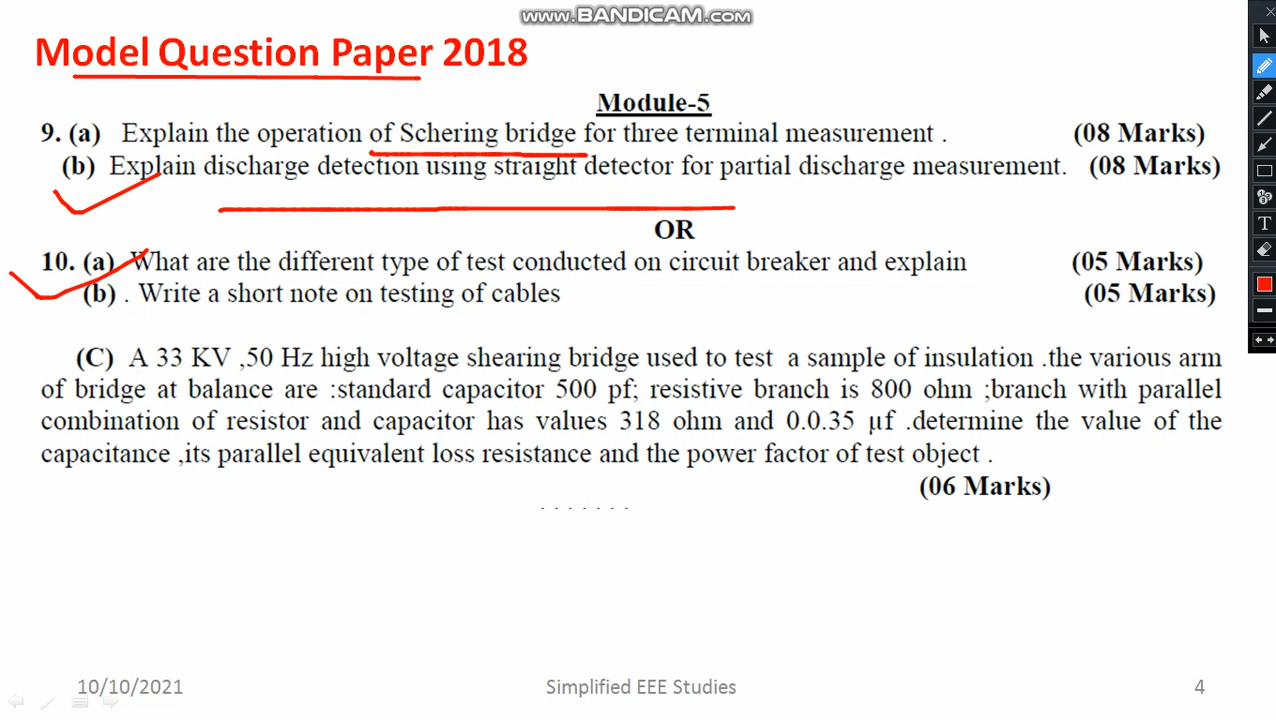 www.BANDICAM.com
Model Question Paper 2018
Module-5
9. (a) Explain the operation of Schering bridge for three terminal measurement . (08 Marks)
(b) Explain discharge detection using straight detector for partial discharge measurement. (08 Marks)
OR
10. (a) What are the different type of test conducted on circuit breaker and explain (05 Marks)
(b) . Write a short note on testing of cables (05 Marks)
(C) A 33 KV ,50 Hz high voltage shearing bridge used to test a sample of insulation .the various arm
of bridge at balance are :standard capacitor 500 pf; resistive branch is 800 ohm ;branch with parallel
combination of resistor and capacitor has values 318 ohm and 0.0.35 µf .determine the value of the
capacitance ,its parallel equivalent loss resistance and the power factor of test object .
(06 Marks)
. . . . . . .
10/10/2021 Simplified EEE Studies 4